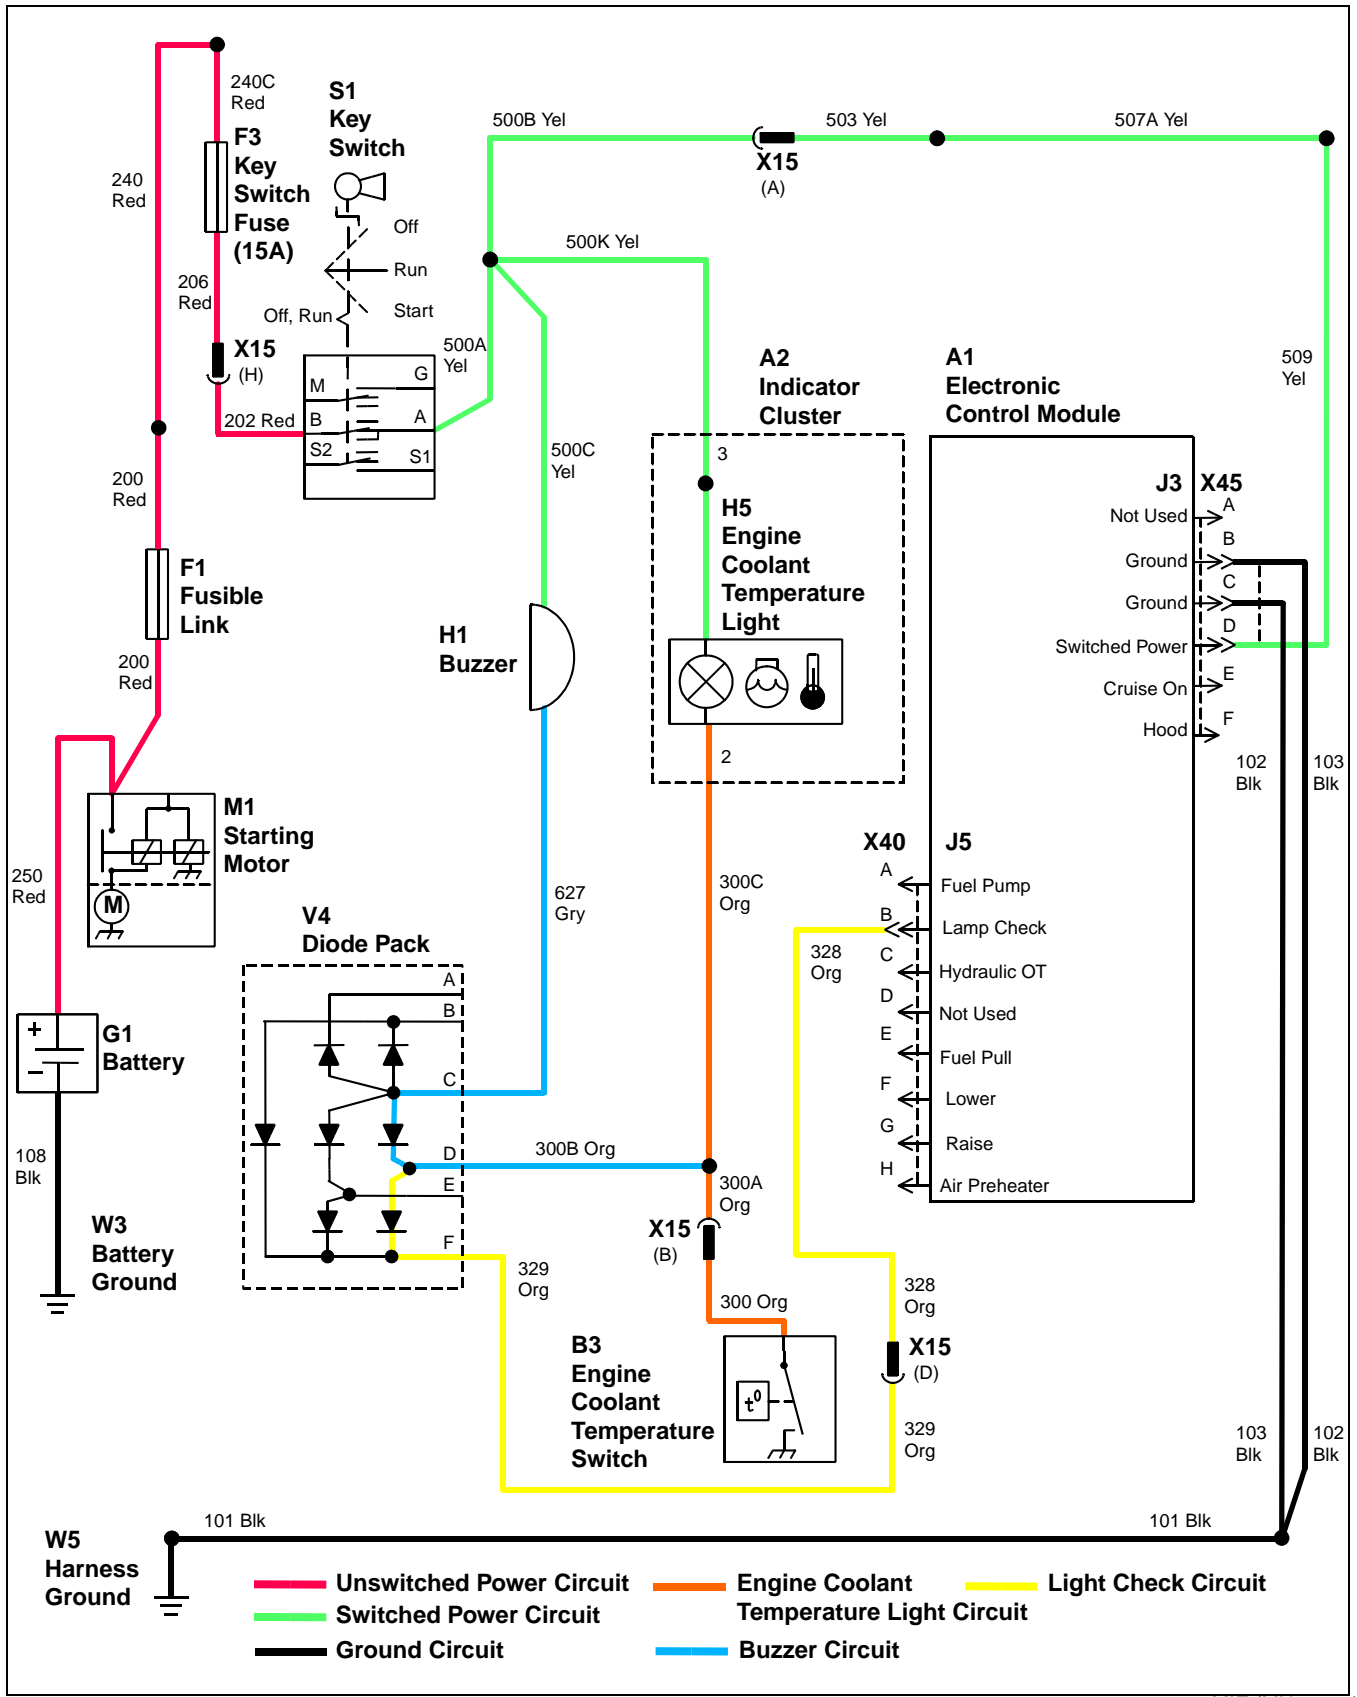 240C
Red
S1
Key
Switch
F3
Key
Switch
Fuse
(15A)
240
Red
206
Red
Off
Run
Start
Off, Run
X15
(H)
202 Red
M
B
S2
G
A
S1
500A
Yel
500B Yel
X15
(A)
503 Yel
507A Yel
500K Yel
509
Yel
200
Red
F1
Fusible
Link
200
Red
500C
Yel
H1
Buzzer
A2
Indicator
Cluster
3
H5
Engine
Coolant
Temperature
Light
2
A1
Electronic
Control Module
J3
X45
Not Used
A
Ground
B
Ground
C
Switched Power
D
Cruise On
E
Hood
F
102
Blk
103
Blk
M1
Starting
Motor
M
250
Red
G1
Battery
+
−
108
Blk
W3
Battery
Ground
V4
Diode Pack
A
B
C
D
E
F
627
Gry
300C
Org
300B Org
300A
Org
X15
(B)
300 Org
329
Org
B3
Engine
Coolant
Temperature
Switch
t⁰
X40
J5
A
Fuel Pump
B
Lamp Check
C
Hydraulic OT
D
Not Used
E
Fuel Pull
F
Lower
G
Raise
H
Air Preheater
328
Org
328
Org
X15
(D)
329
Org
103
Blk
102
Blk
W5
Harness
Ground
101 Blk
101 Blk
Unswitched Power Circuit
Switched Power Circuit
Ground Circuit
Engine Coolant
Temperature Light Circuit
Buzzer Circuit
Light Check Circuit